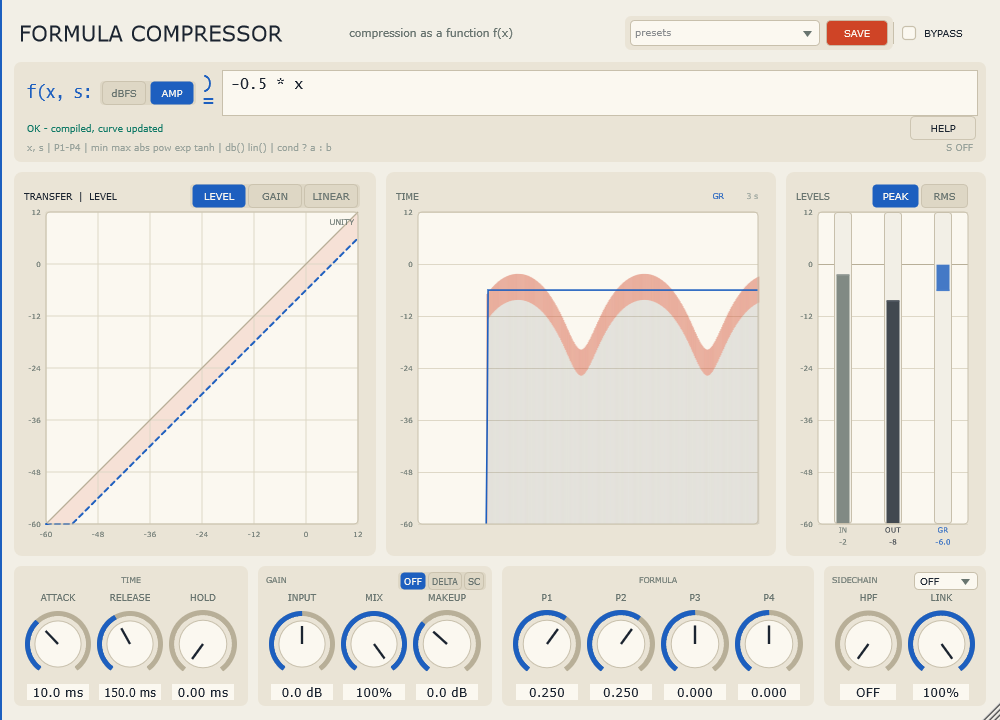 FORMULA COMPRESSOR
compression as a function f(x)
presets
SAVE
BYPASS
f(x, s: dBFS AMP ) =
-0.5 * x
OK - compiled, curve updated
HELP
x, s | P1-P4 | min max abs pow exp tanh | db() lin() | cond ? a : b
S OFF
TRANSFER | LEVEL
LEVEL GAIN LINEAR
UNITY
12
0
-12
-24
-36
-48
-60
-60 -48 -36 -24 -12 0 12
TIME
GR 3 s
12
0
-12
-24
-36
-48
-60
LEVELS
PEAK RMS
12
0
-12
-24
-36
-48
-60
IN OUT GR
-2 -8 -6.0
TIME
ATTACK RELEASE HOLD
10.0 ms 150.0 ms 0.00 ms
GAIN
OFF DELTA SC
INPUT MIX MAKEUP
0.0 dB 100% 0.0 dB
FORMULA
P1 P2 P3 P4
0.250 0.250 0.000 0.000
SIDECHAIN
OFF
HPF LINK
OFF 100%